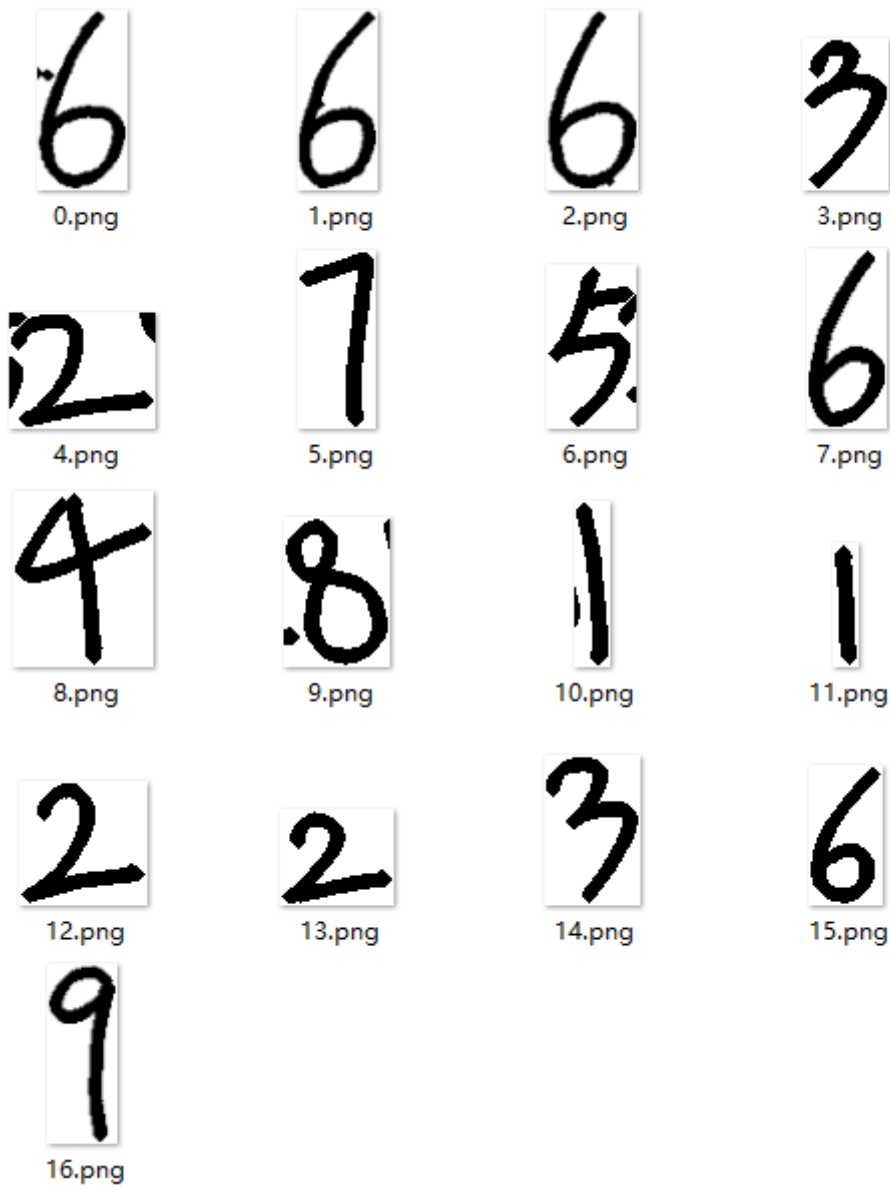 6 6 6 3
0.png 1.png 2.png 3.png
2 7 5 6
4.png 5.png 6.png 7.png
4 8 1 1
8.png 9.png 10.png 11.png
2 2 3 6
12.png 13.png 14.png 15.png
9
16.png